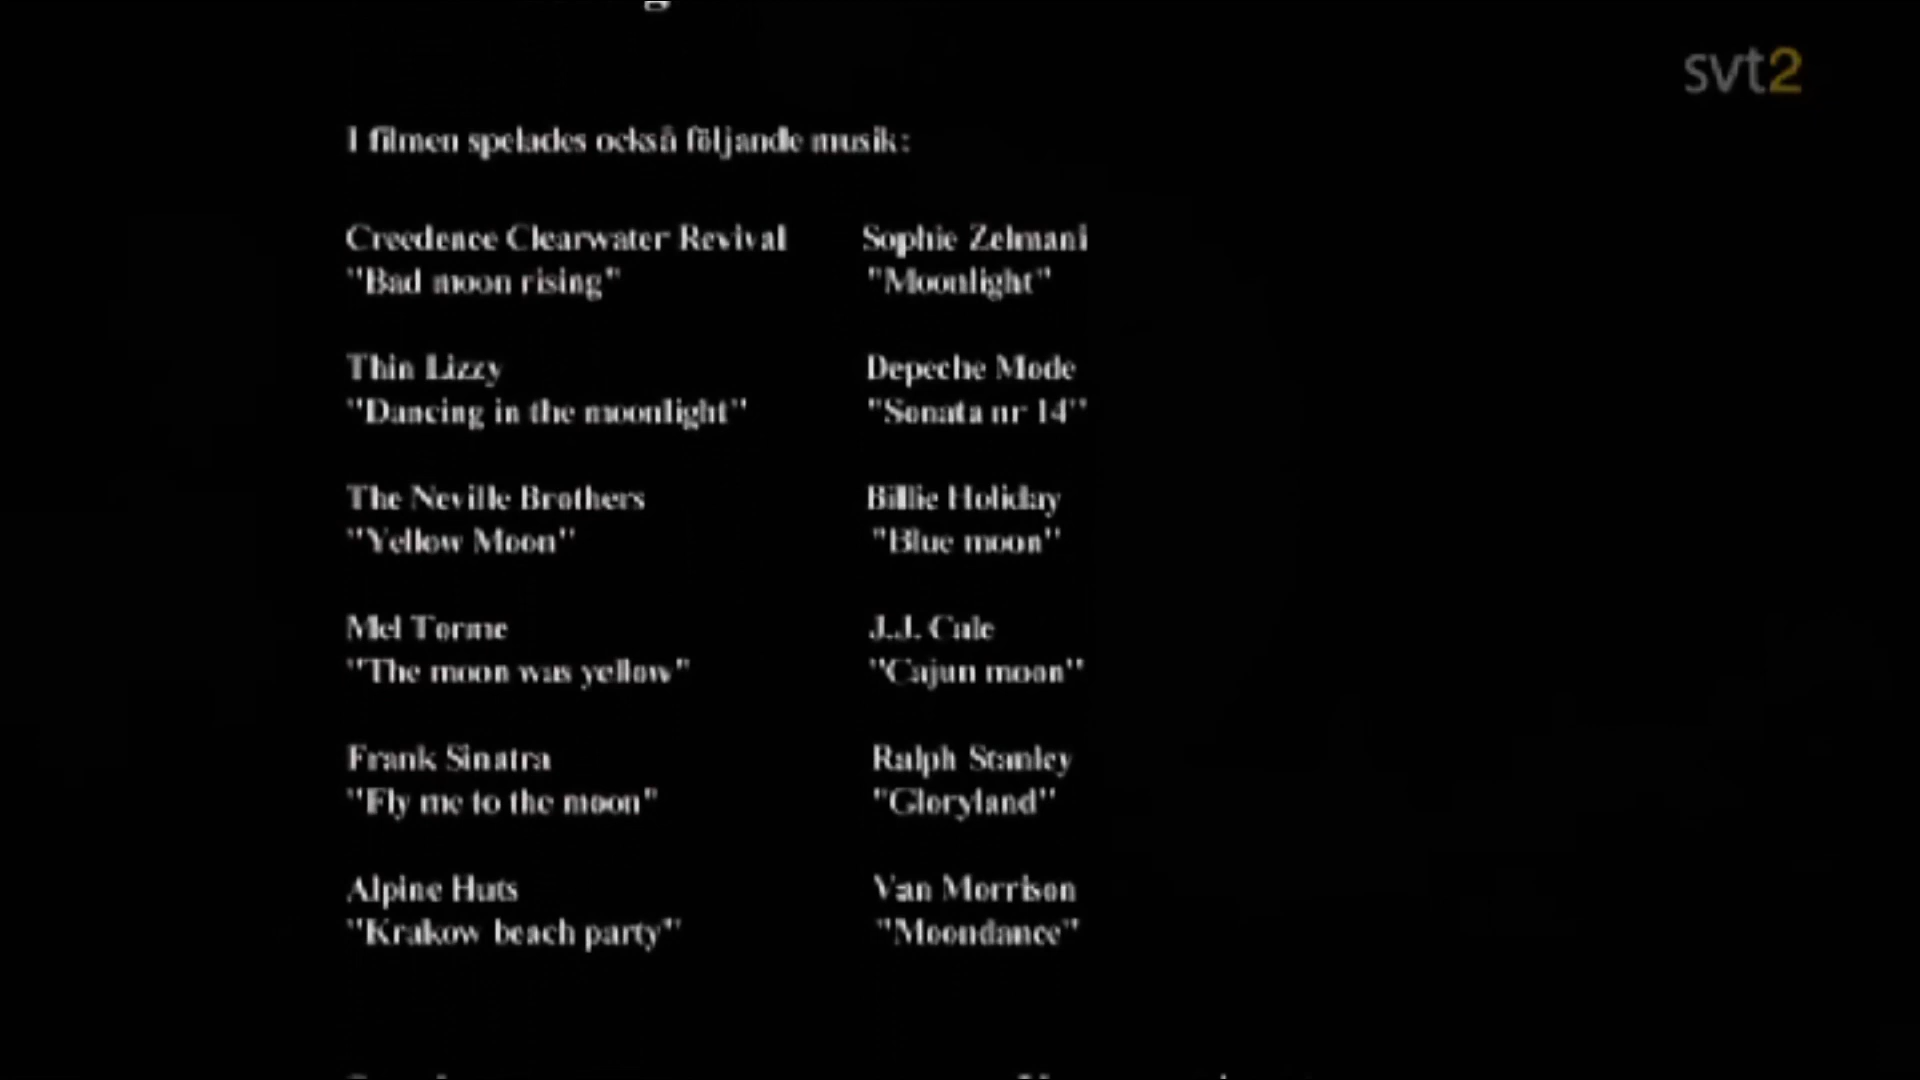 svt2
I filmen spelades också följande musik:
Creedence Clearwater Revival
"Bad moon rising"
Thin Lizzy
"Dancing in the moonlight"
The Neville Brothers
"Yellow Moon"
Mel Torme
"The moon was yellow"
Frank Sinatra
"Fly me to the moon"
Alpine Huts
"Krakow beach party"
Sophie Zelmani
"Moonlight"
Depeche Mode
"Sonata nr 14"
Billie Holiday
"Blue moon"
J.J. Cale
"Cajun moon"
Ralph Stanley
"Gloryland"
Van Morrison
"Moondance"